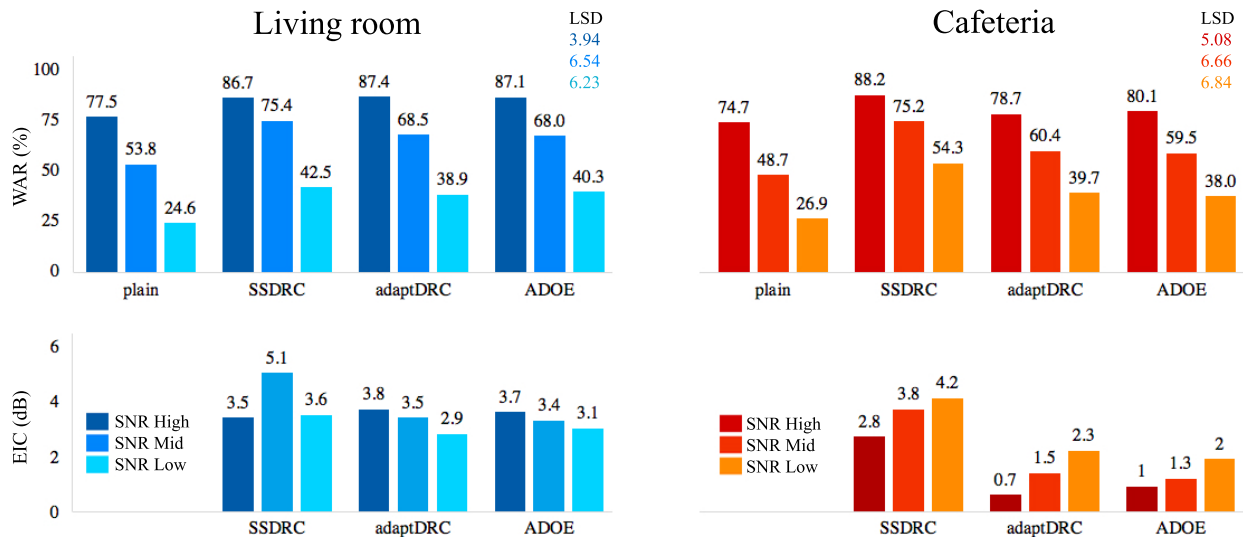 Living room
LSD
3.94
6.54
6.23
WAR (%)
100
75
50
25
0
77.5 53.8 24.6
86.7 75.4 42.5
87.4 68.5 38.9
87.1 68.0 40.3
plain SSDRC adaptDRC ADOE
Cafeteria
LSD
5.08
6.66
6.84
74.7 48.7 26.9
88.2 75.2 54.3
78.7 60.4 39.7
80.1 59.5 38.0
plain SSDRC adaptDRC ADOE
EIC (dB)
6
4
2
0
SNR High
SNR Mid
SNR Low
3.5 5.1 3.6
3.8 3.5 2.9
3.7 3.4 3.1
SSDRC adaptDRC ADOE
SNR High
SNR Mid
SNR Low
2.8 3.8 4.2
0.7 1.5 2.3
1 1.3 2
SSDRC adaptDRC ADOE